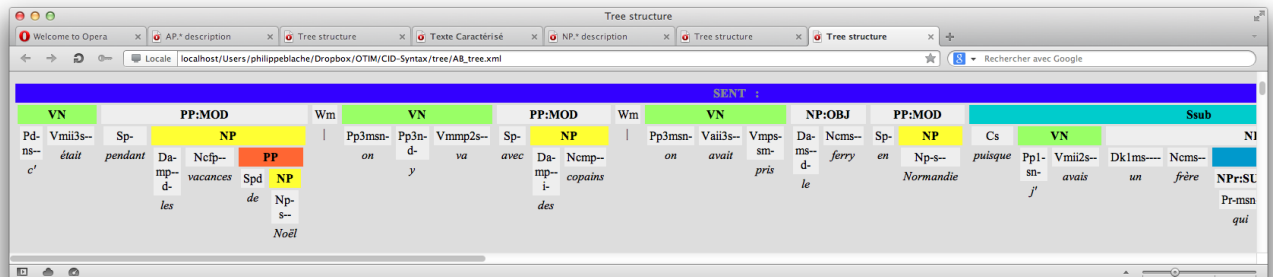 Tree structure
Welcome to Opera AP.* description Tree structure Texte Caractérisé NP.* description Tree structure Tree structure
Locale localhost/Users/philippeblache/Dropbox/OTIM/CID-Syntax/tree/AB_tree.xml Rechercher avec Google
SENT :
VN PP:MOD Wm VN PP:MOD Wm VN NP:OBJ PP:MOD Ssub
Pd- Vmii3s-- Sp- NP | Pp3msn- Pp3n- Vmmp2s-- Sp- NP | Pp3msn- Vaii3s-- Vmps- Da- Ncms-- Sp- NP Cs VN NI
ns-- était pendant Da- Ncfp-- PP on d- va avec Da- Ncmp-- on avait sm- ms-- ferry en Np-s-- puisque Pp1- Vmii2s-- Dk1ms---- Ncms--
c' mp-- vacances Spd NP y mp-- copains pris d- Normandie sn- avais un frère NPr:SU
d- de Np- i- le j' Pr-msn-
les s-- des qui
Noël